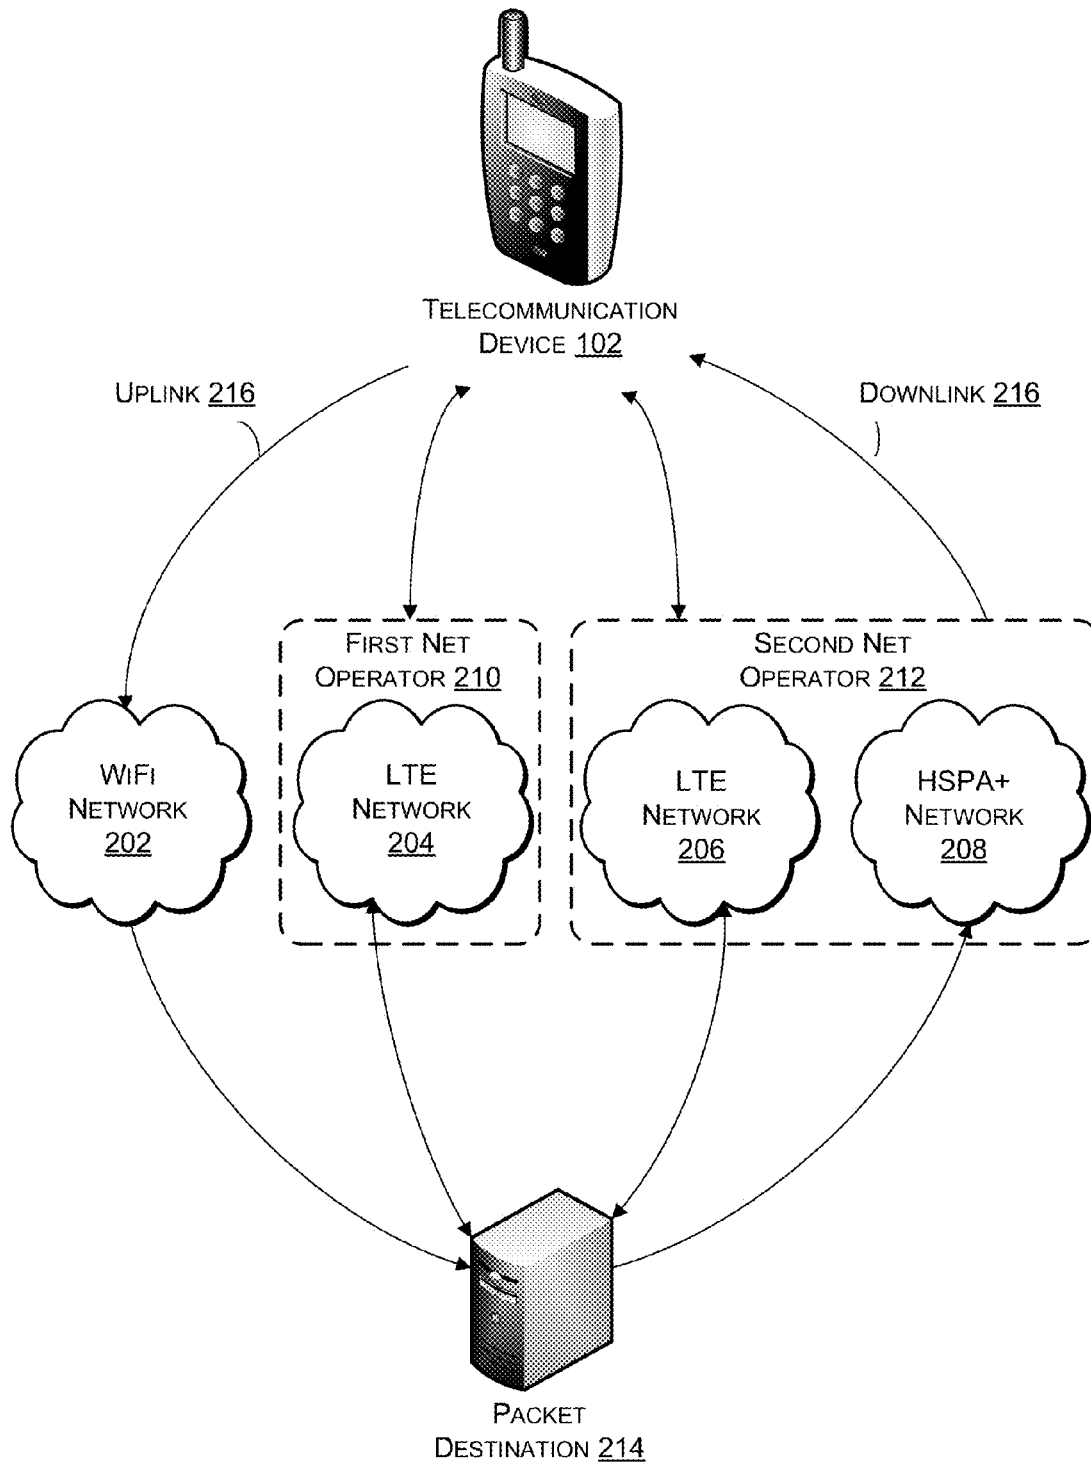 TELECOMMUNICATION
DEVICE 102
UPLINK 216
DOWNLINK 216
FIRST NET
OPERATOR 210
SECOND NET
OPERATOR 212
WIFI
NETWORK
202
LTE
NETWORK
204
LTE
NETWORK
206
HSPA+
NETWORK
208
PACKET
DESTINATION 214